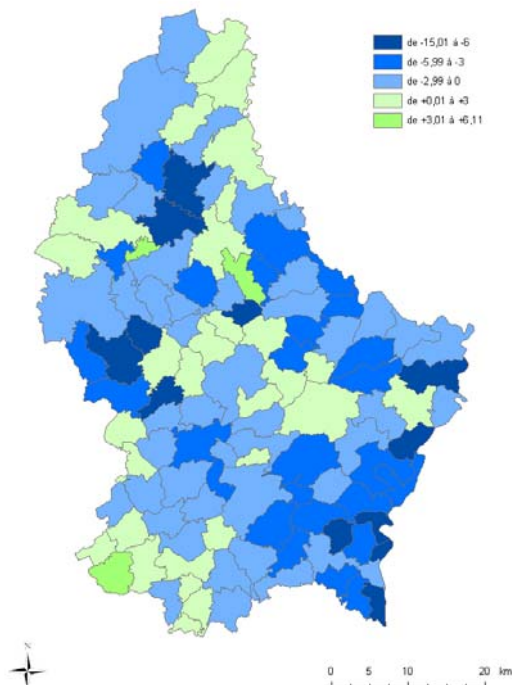 de -15,01 à -6
de -5,99 à -3
de -2,99 à 0
de +0,01 à +3
de +3,01 à +6,11
N
0 5 10 20 km